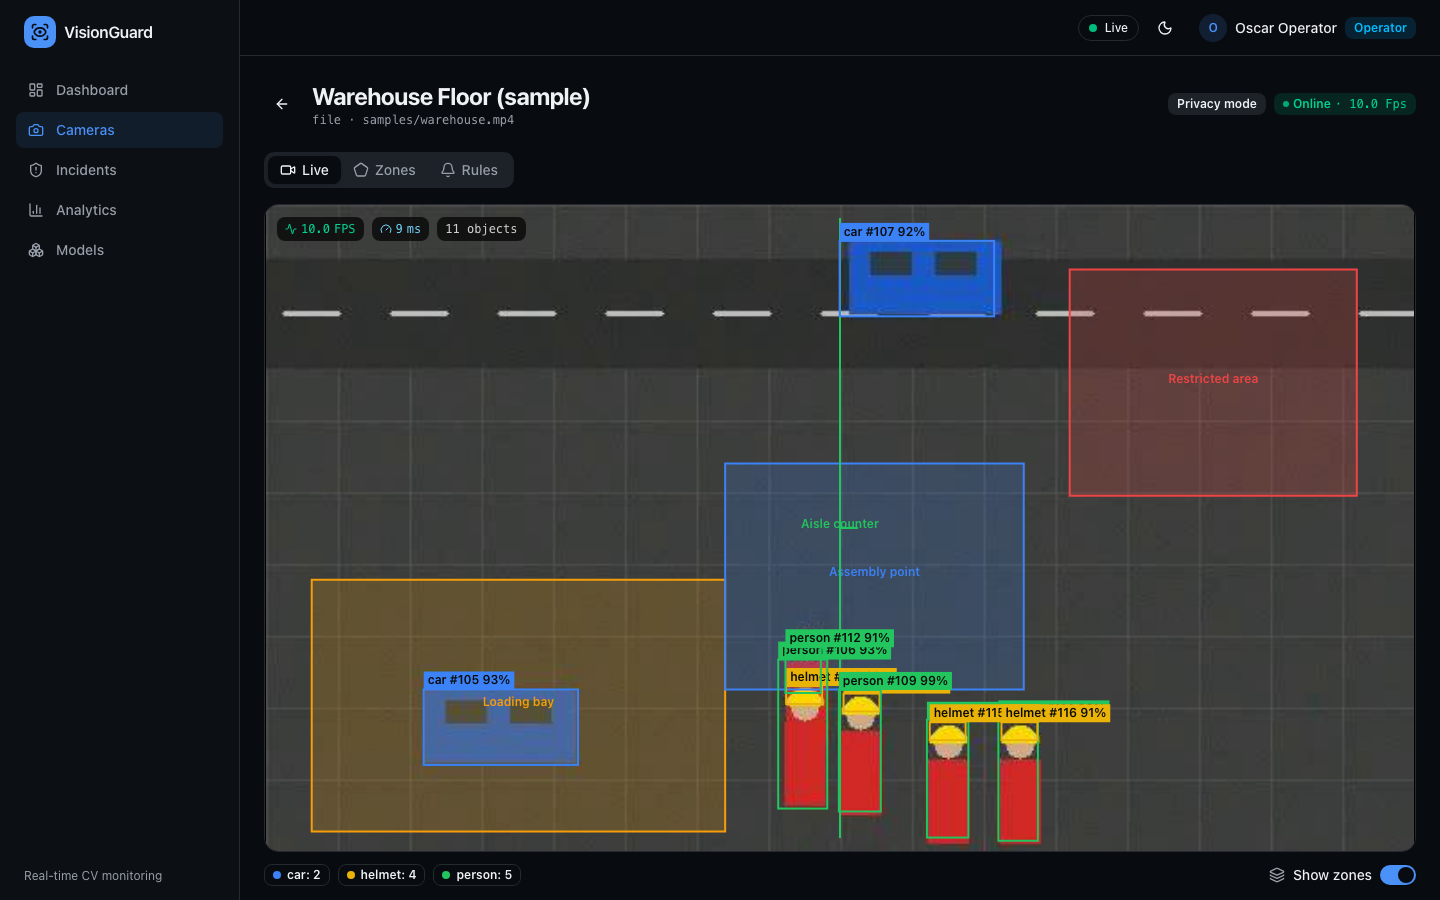 VisionGuard
Live
O
Oscar Operator
Operator
Dashboard
Cameras
Incidents
Analytics
Models
Real-time CV monitoring
Warehouse Floor (sample)
file · samples/warehouse.mp4
Privacy mode
Online · 10.0 Fps
Live
Zones
Rules
10.0 FPS
9 ms
11 objects
car #107 92%
Restricted area
Aisle counter
Assembly point
person #112 91%
person #106 93%
helmet
person #109 99%
car #105 93%
Loading bay
helmet #115
helmet #116 91%
car: 2
helmet: 4
person: 5
Show zones